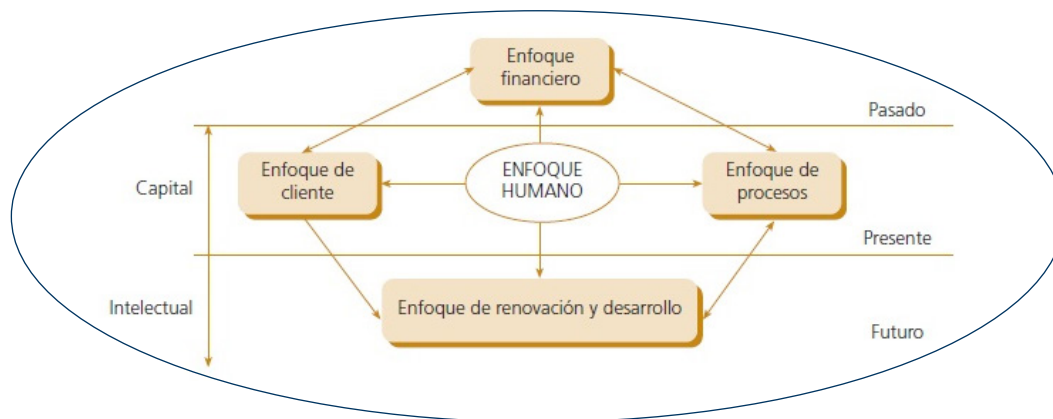 Enfoque
financiero
Pasado
Capital
Enfoque de
cliente
ENFOQUE
HUMANO
Enfoque de
procesos
Presente
Intelectual
Enfoque de renovación y desarrollo
Futuro